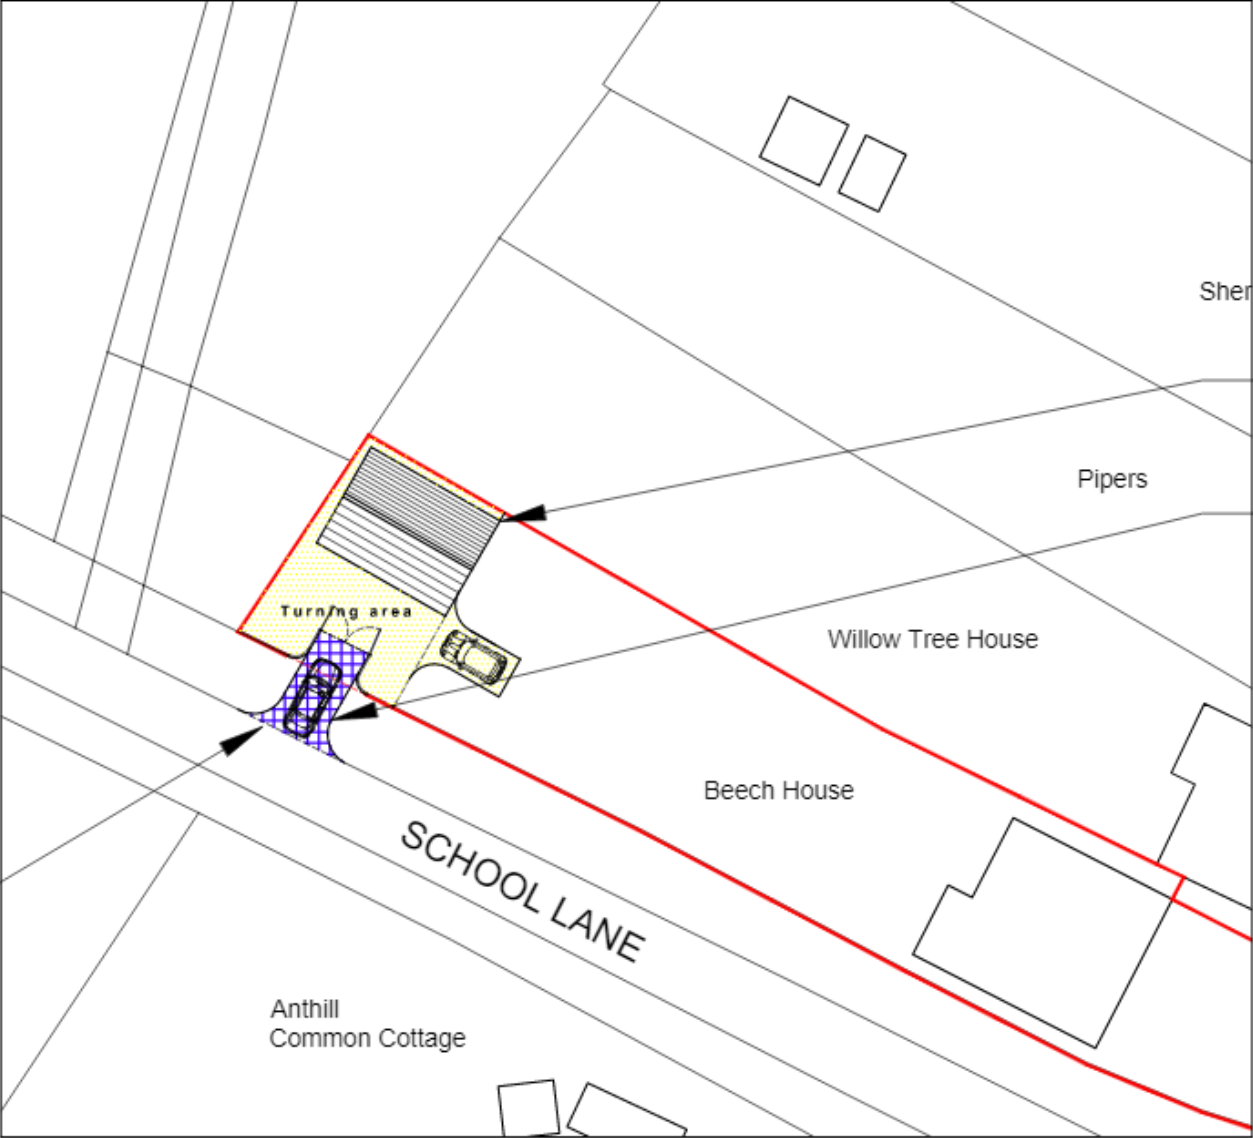 Sher
Pipers
Turning area
Willow Tree House
Beech House
SCHOOL LANE
Anthill
Common Cottage